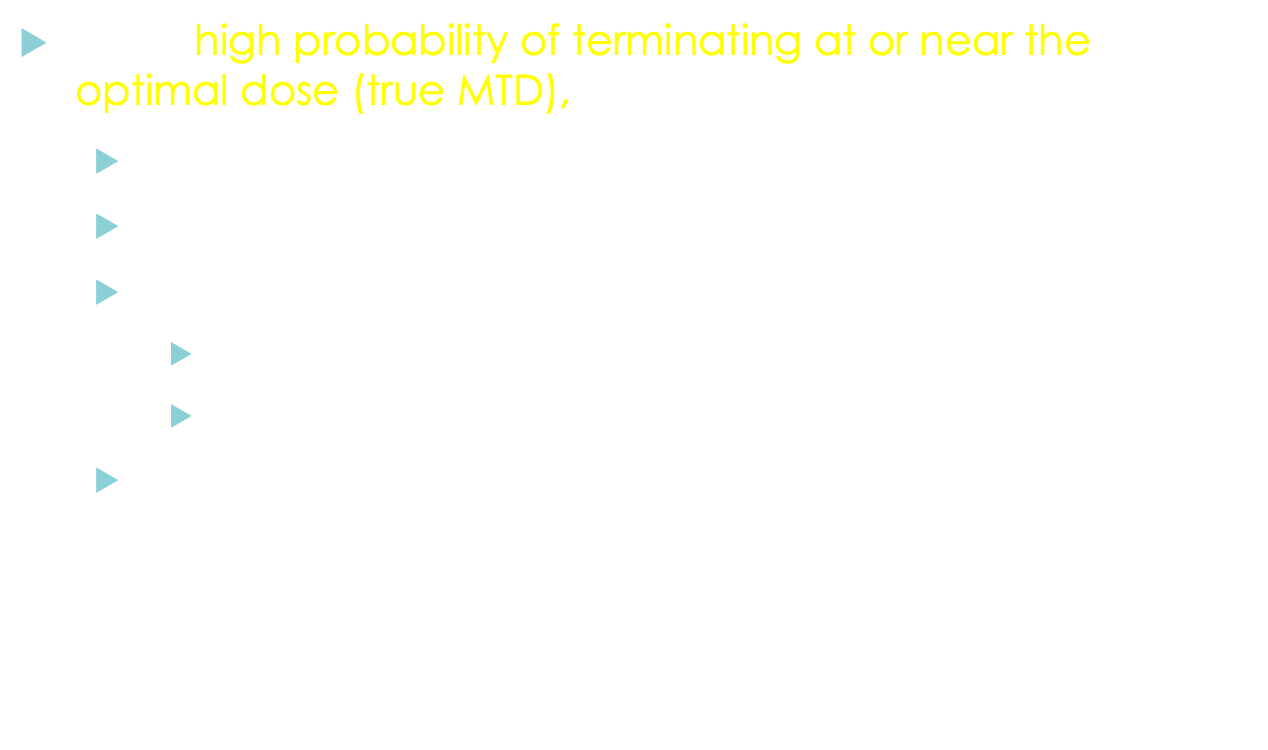 high probability of terminating at or near the
optimal dose (true MTD),